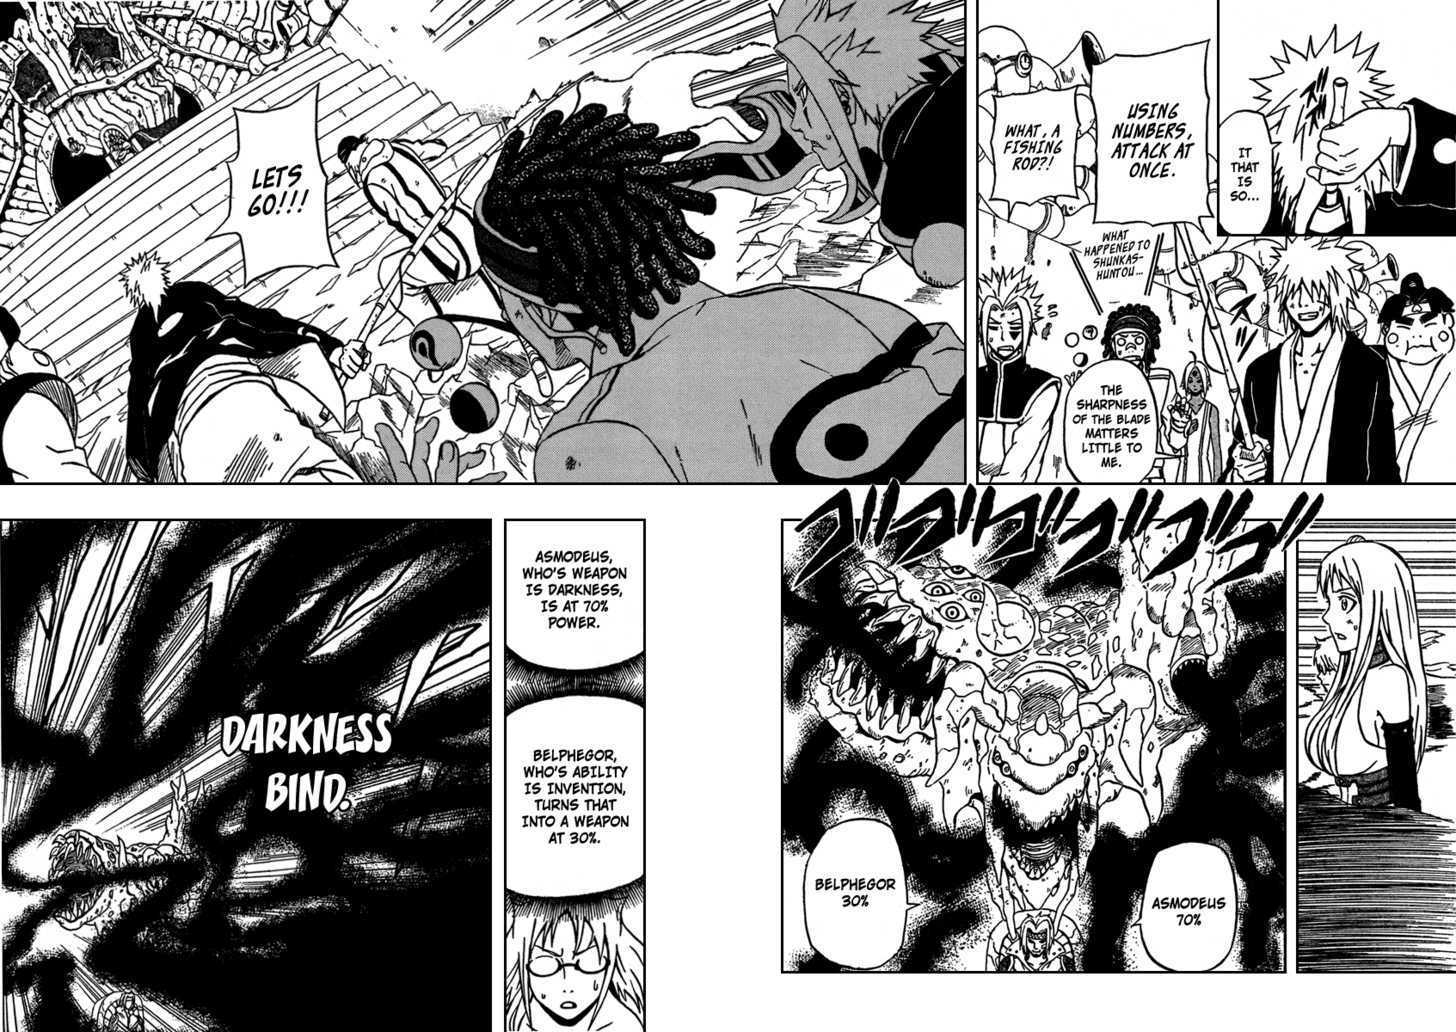 IT
THAT
IS
SO...
USING
NUMBERS,
ATTACK AT
ONCE.
WHAT, A
FISHING
ROD?!
WHAT
HAPPENED TO
SHUNKAS-
HUNTOU...
?
THE
SHARPNESS
OF THE BLADE
MATTERS
LITTLE TO
ME.
LETS
GO!!!
ASMODEUS
70%
BELPHEGOR
30%
ASMODEUS,
WHO'S WEAPON
IS DARKNESS,
IS AT 70%
POWER.
BELPHEGOR,
WHO'S ABILITY
IS INVENTION,
TURNS THAT
INTO A WEAPON
AT 30%.
DARKNESS
BIND.